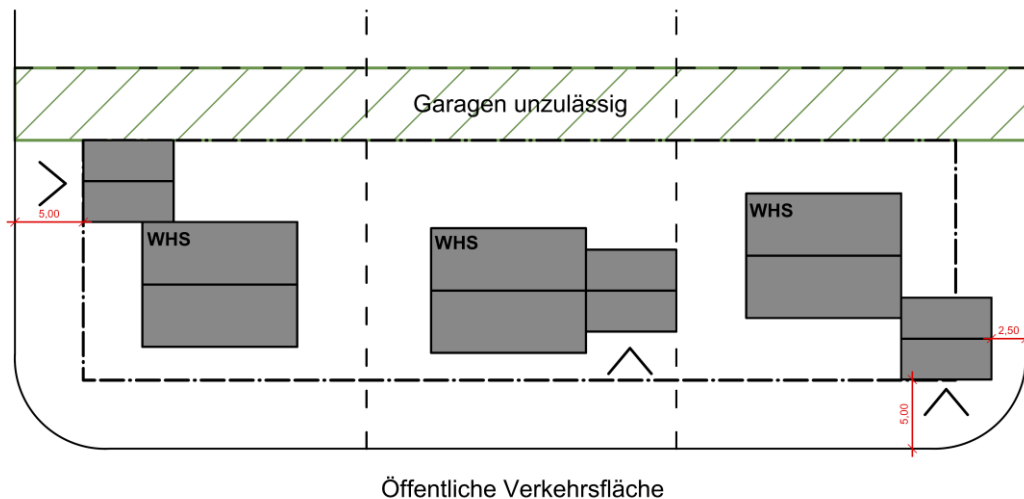 Garagen unzulässig
5,00
WHS
WHS
WHS
2,50
5,00
Öffentliche Verkehrsfläche